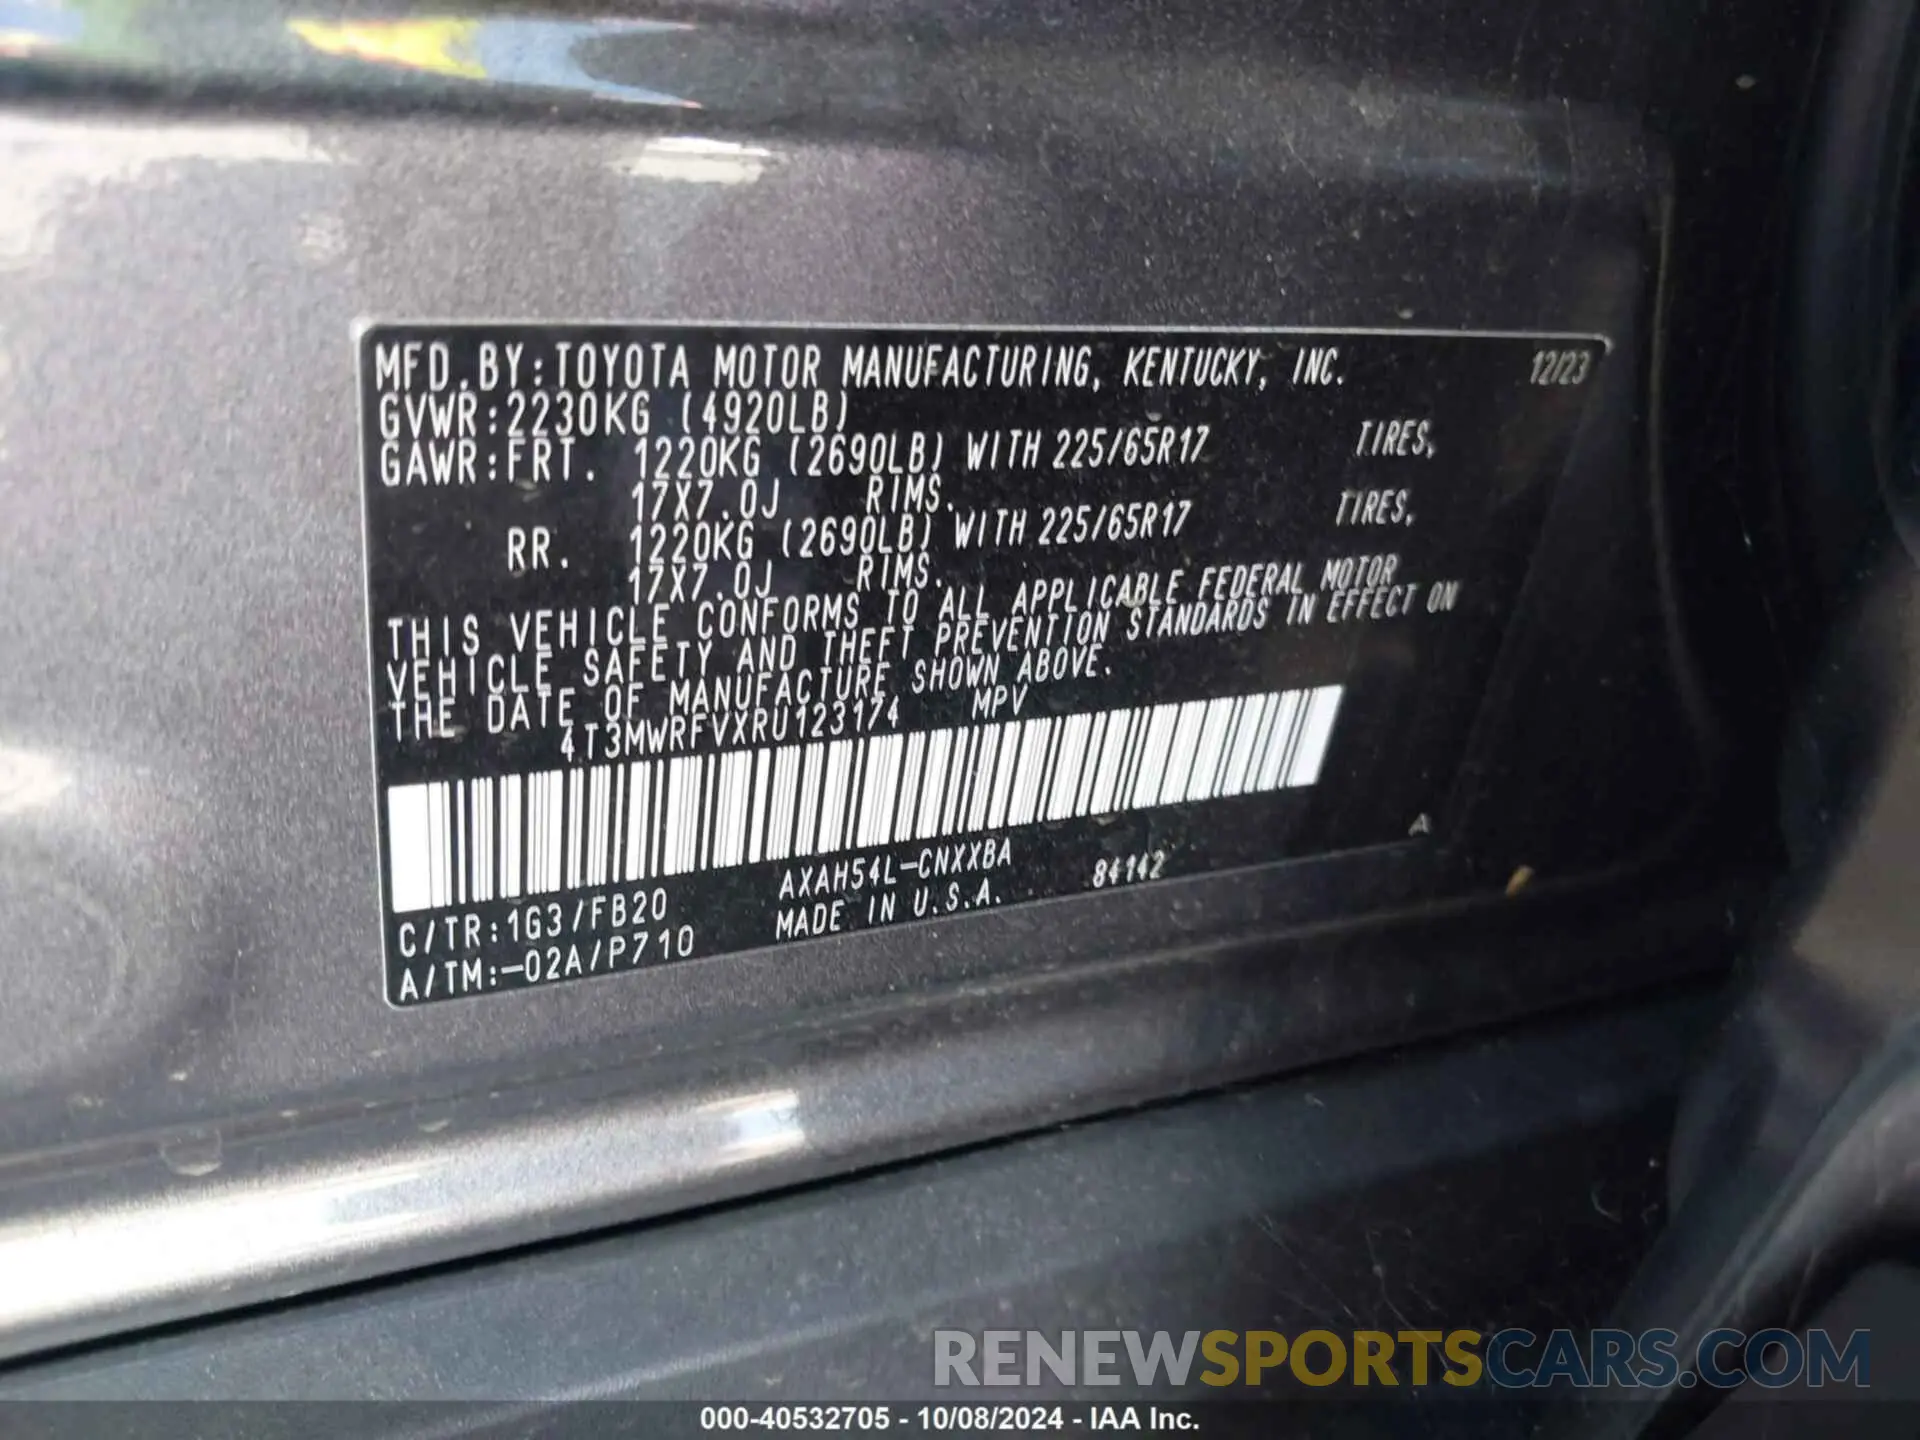 MFD.BY:TOYOTA MOTOR MANUFACTURING, KENTUCKY, INC. 12/23
GVWR:2230KG (4920LB)
GAWR:FRT. 1220KG (2690LB) WITH 225/65R17 TIRES,
17X7.0J RIMS.
RR. 1220KG (2690LB) WITH 225/65R17 TIRES,
17X7.0J RIMS.
THIS VEHICLE CONFORMS TO ALL APPLICABLE FEDERAL MOTOR
VEHICLE SAFETY AND THEFT PREVENTION STANDARDS IN EFFECT ON
THE DATE OF MANUFACTURE SHOWN ABOVE.
4T3MWRFVXRU123174 MPV
A
C/TR:1G3/FB20 AXAH54L-CNXXBA 84142
A/TM:-02A/P710 MADE IN U.S.A.
RENEWSPORTSCARS.COM
000-40532705 - 10/08/2024 - IAA Inc.